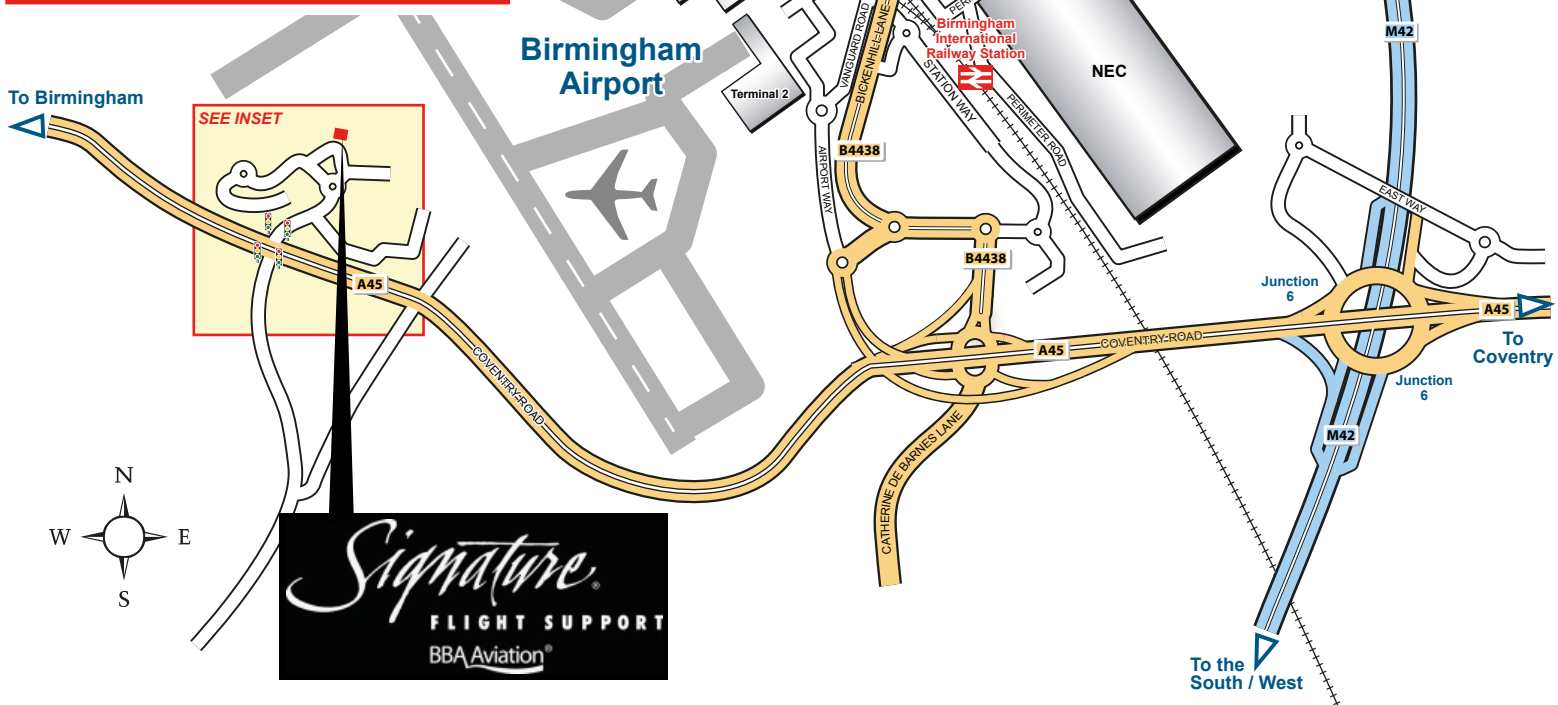 M42
VANGUARD ROAD
BICKENHILL LANE
PERI
Birmingham
International
Railway Station
Birmingham
Airport
NEC
To Birmingham
Terminal 2
STATION WAY
PERIMETER ROAD
SEE INSET
B4438
AIRPORT WAY
EAST WAY
B4438
A45
Junction
6
A45
To
Coventry
COVENTRY ROAD
A45
COVENTRY ROAD
Junction
6
M42
CATHERINE DE BARNES LANE
N
W
E
S
Signature®
FLIGHT SUPPORT
BBA Aviation®
To the
South / West